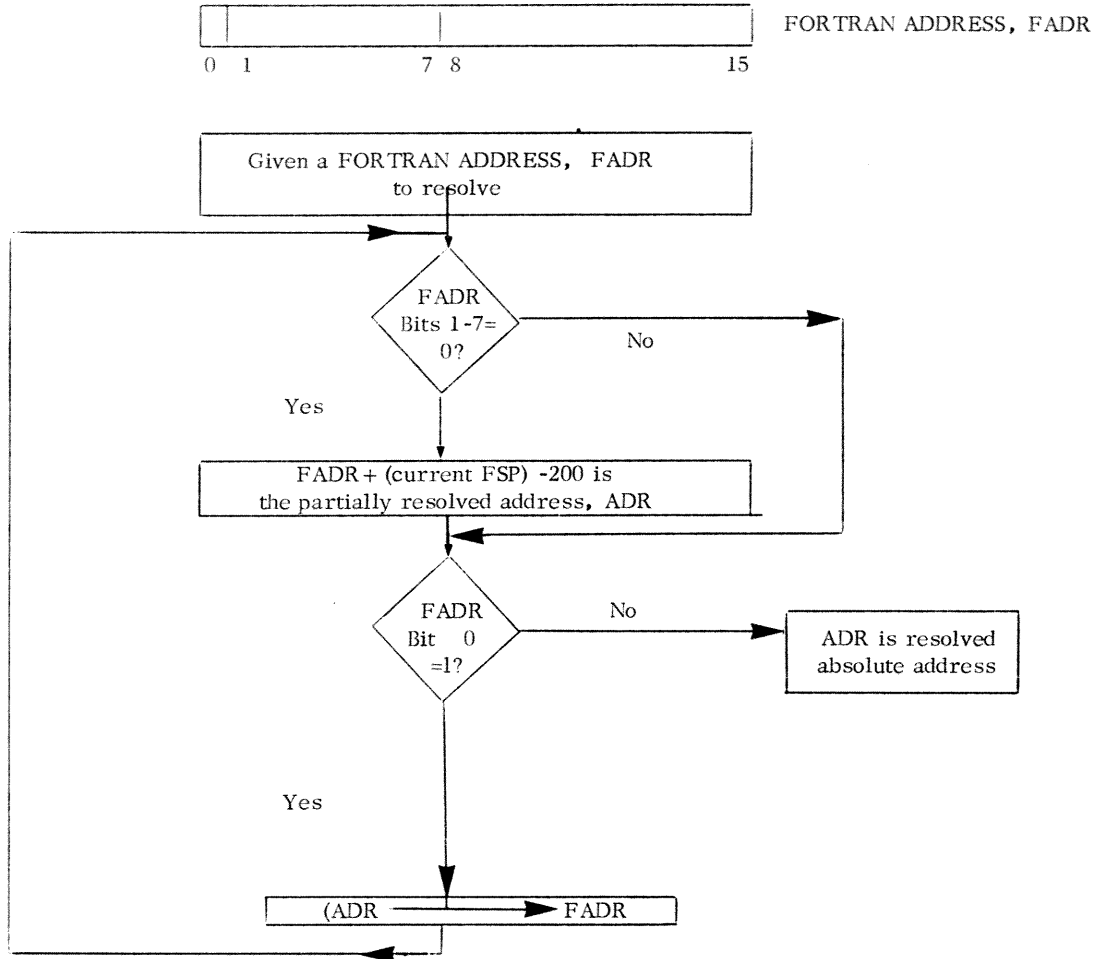 FORTRAN ADDRESS, FADR
0 1 7 8 15
Given a FORTRAN ADDRESS, FADR
to resolve
FADR
Bits 1-7=
0?
No
Yes
FADR+ (current FSP) -200 is
the partially resolved address, ADR
FADR
Bit 0
=1?
No
ADR is resolved
absolute address
Yes
(ADR FADR